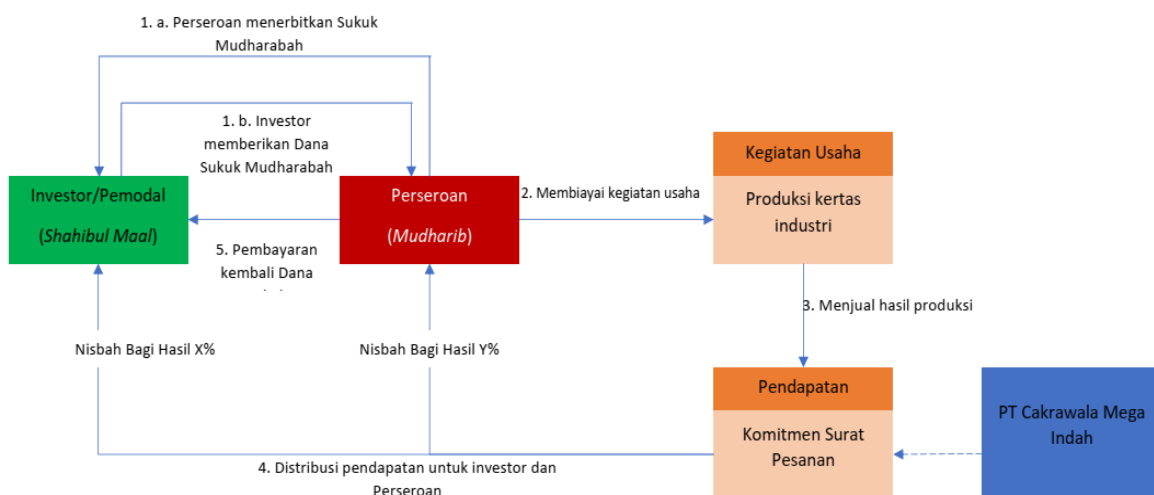 1. a. Perseroan menerbitkan Sukuk
Mudharabah
1. b. Investor
memberikan Dana
Sukuk Mudharabah
Investor/Pemodal
(Shahibul Maal)
Perseroan
(Mudharib)
2. Membiayai kegiatan usaha
Kegiatan Usaha
Produksi kertas
industri
5. Pembayaran
kembali Dana
3. Menjual hasil produksi
Nisbah Bagi Hasil X%
Nisbah Bagi Hasil Y%
Pendapatan
Komitmen Surat
Pesanan
PT Cakrawala Mega
Indah
4. Distribusi pendapatan untuk investor dan
Perseroan